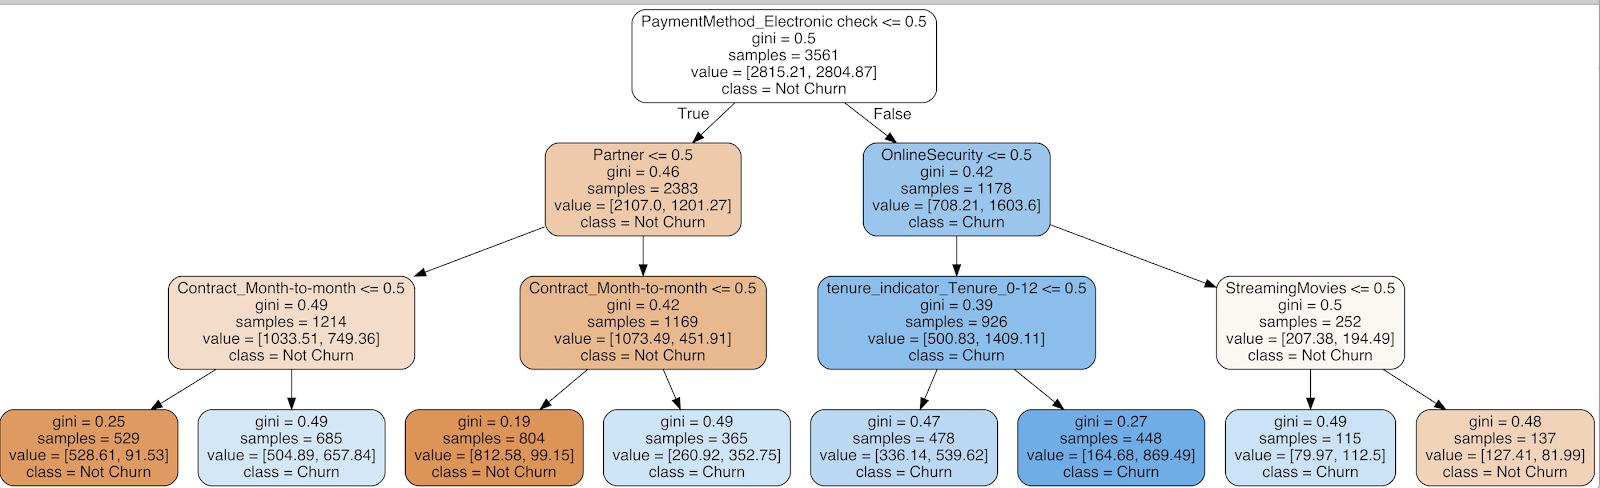 PaymentMethod_Electronic check <= 0.5
gini = 0.5
samples = 3561
value = [2815.21, 2804.87]
class = Not Churn
True
False
Partner <= 0.5
gini = 0.46
samples = 2383
value = [2107.0, 1201.27]
class = Not Churn
OnlineSecurity <= 0.5
gini = 0.42
samples = 1178
value = [708.21, 1603.6]
class = Churn
Contract_Month-to-month <= 0.5
gini = 0.49
samples = 1214
value = [1033.51, 749.36]
class = Not Churn
Contract_Month-to-month <= 0.5
gini = 0.42
samples = 1169
value = [1073.49, 451.91]
class = Not Churn
tenure_indicator_Tenure_0-12 <= 0.5
gini = 0.39
samples = 926
value = [500.83, 1409.11]
class = Churn
StreamingMovies <= 0.5
gini = 0.5
samples = 252
value = [207.38, 194.49]
class = Not Churn
gini = 0.25
samples = 529
value = [528.61, 91.53]
class = Not Churn
gini = 0.49
samples = 685
value = [504.89, 657.84]
class = Churn
gini = 0.19
samples = 804
value = [812.58, 99.15]
class = Not Churn
gini = 0.49
samples = 365
value = [260.92, 352.75]
class = Churn
gini = 0.47
samples = 478
value = [336.14, 539.62]
class = Churn
gini = 0.27
samples = 448
value = [164.68, 869.49]
class = Churn
gini = 0.49
samples = 115
value = [79.97, 112.5]
class = Churn
gini = 0.48
samples = 137
value = [127.41, 81.99]
class = Not Churn